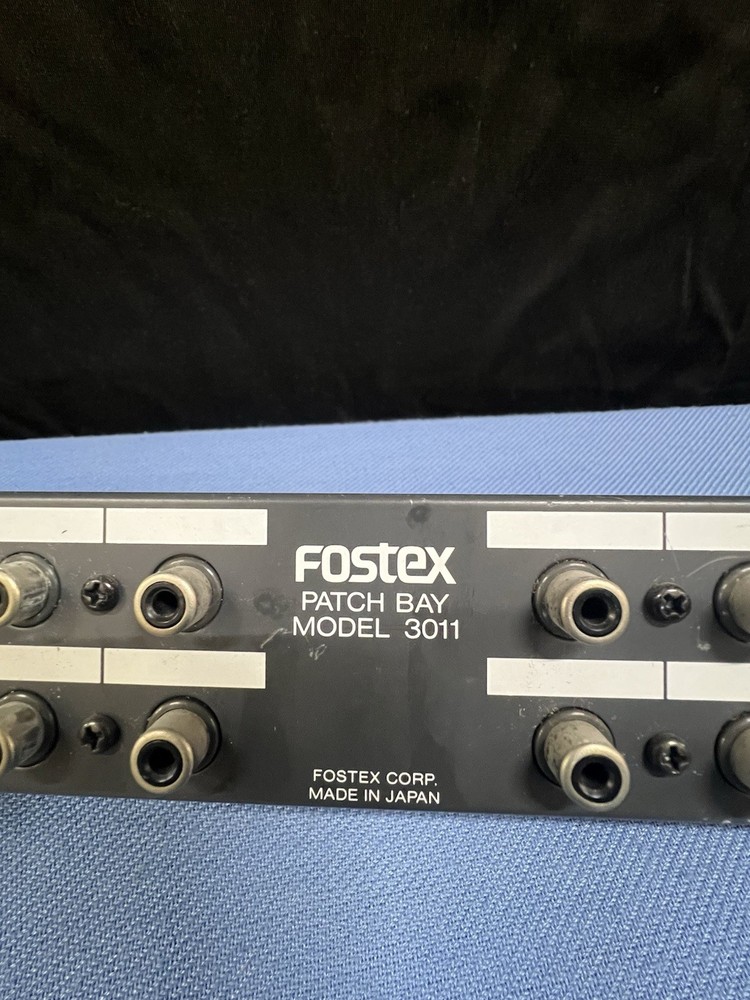 FOSTEX
PATCH BAY
MODEL 3011
FOSTEX CORP.
MADE IN JAPAN